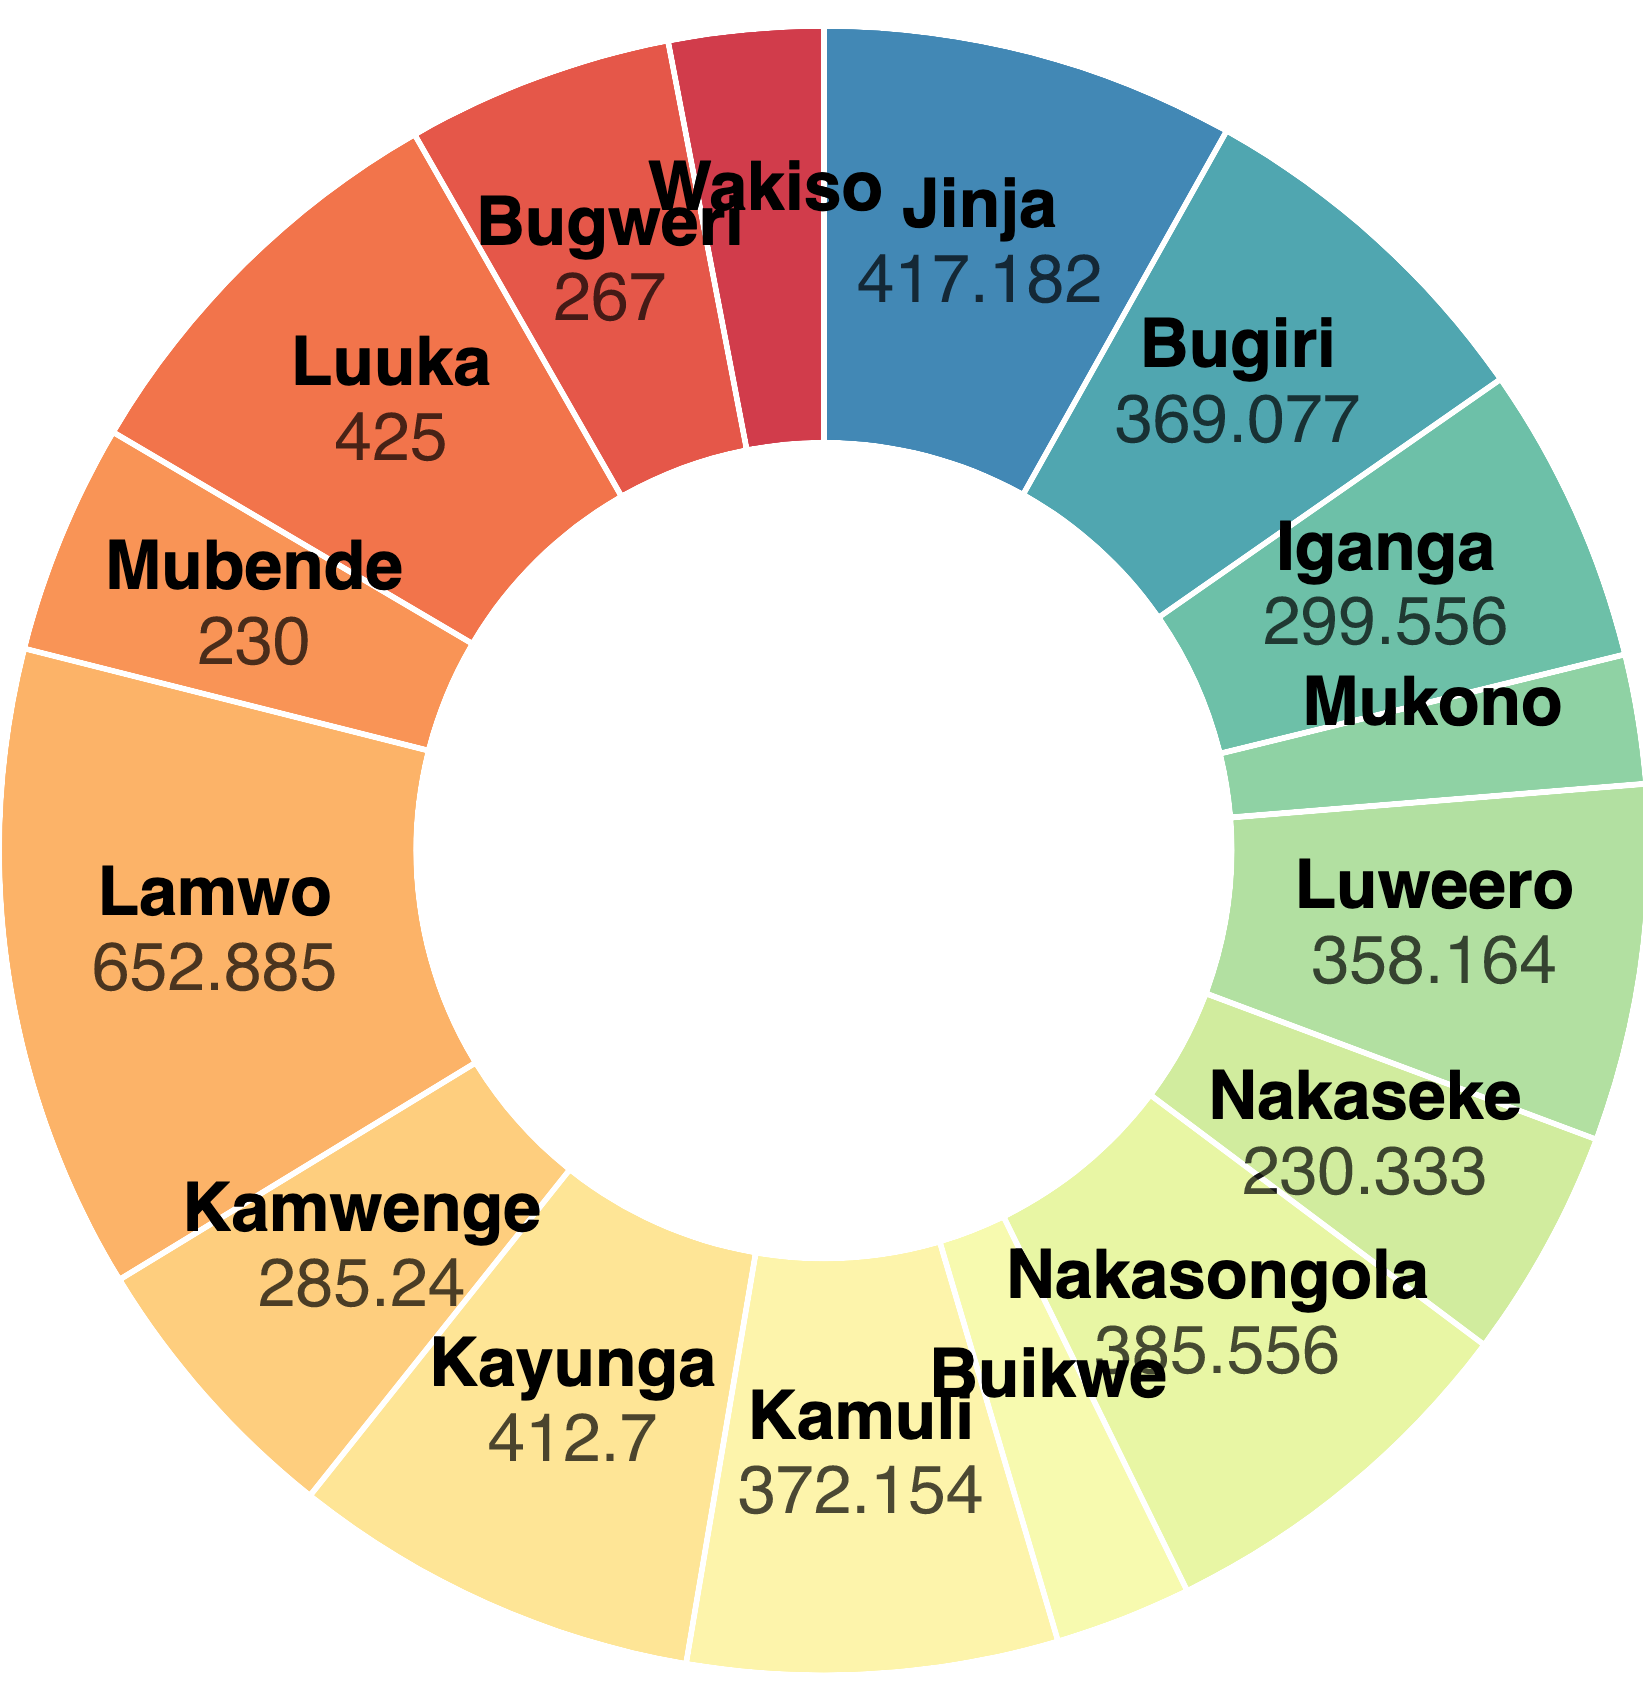 Wakiso
Jinja
417.182
Bugiri
369.077
Iganga
299.556
Mukono
Luweero
358.164
Nakaseke
230.333
Nakasongola
385.556
Buikwe
Kamuli
372.154
Kayunga
412.7
Kamwenge
285.24
Lamwo
652.885
Mubende
230
Luuka
425
Bugweri
267